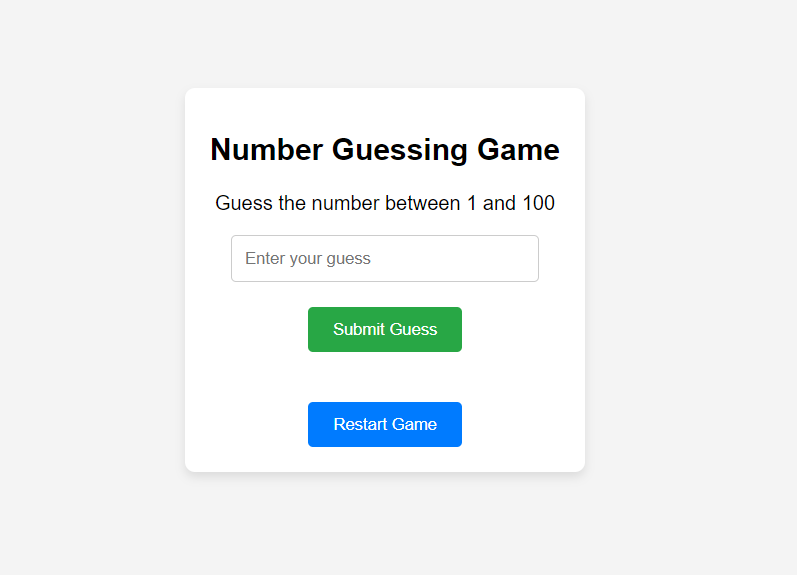 Number Guessing Game
Guess the number between 1 and 100
Enter your guess
Submit Guess
Restart Game